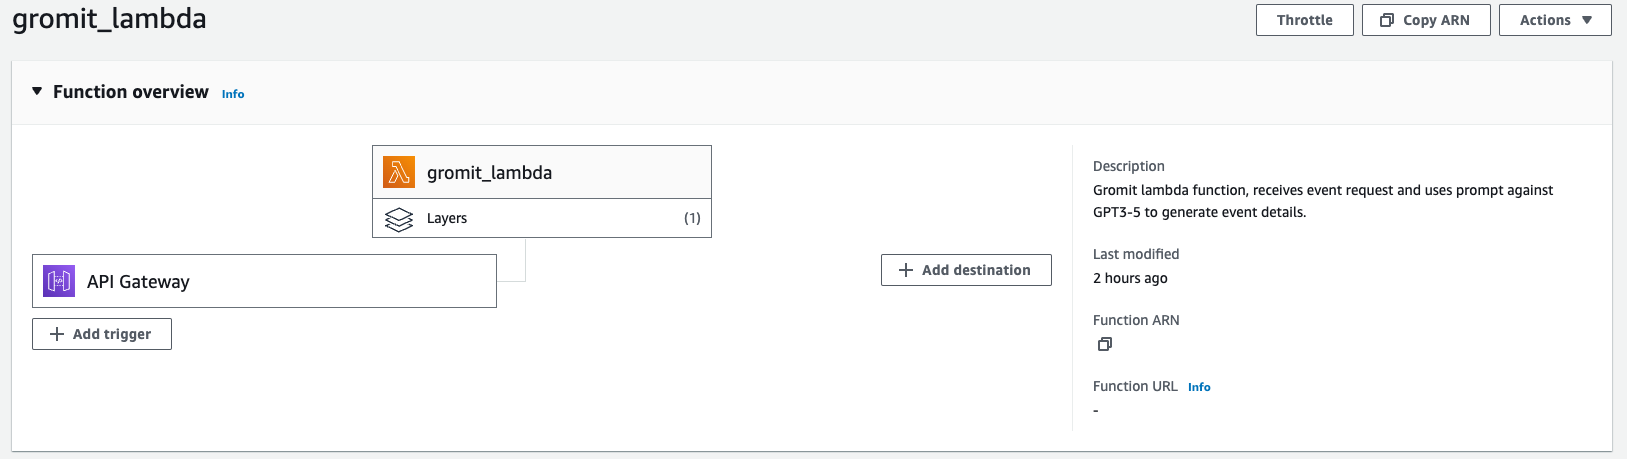 gromit_lambda
Throttle
Copy ARN
Actions
Function overview Info
gromit_lambda
Layers (1)
API Gateway
Add trigger
Add destination
Description
Gromit lambda function, receives event request and uses prompt against
GPT3-5 to generate event details.
Last modified
2 hours ago
Function ARN
Function URL Info
-